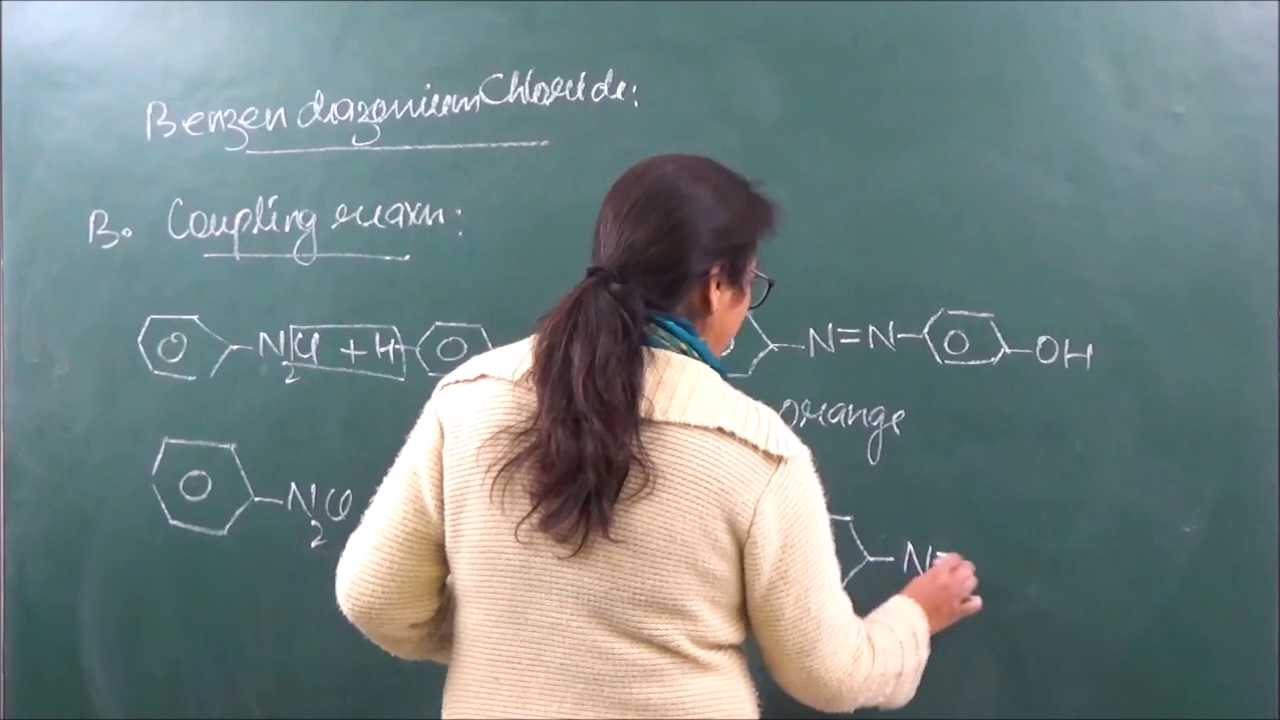 Benzen diazonium Chloride:
B. Coupling reaxn:
N2Cl + H N=N OH
orange
N2Cl N=